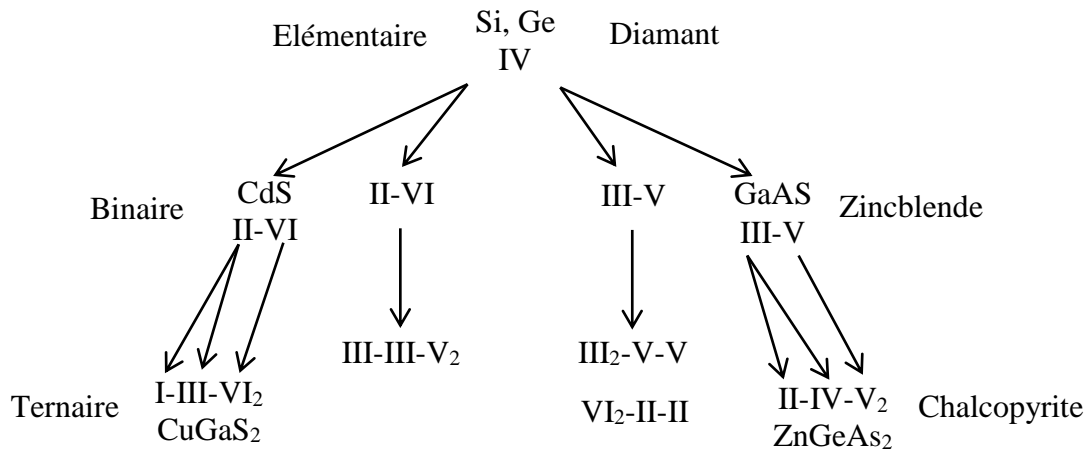 Elémentaire
Si, Ge
IV
Diamant
Binaire
CdS
II-VI
II-VI
III-V
GaAS
III-V
Zincblende
Ternaire
I-III-VI₂
CuGaS₂
III-III-V₂
III₂-V-V
VI₂-II-II
II-IV-V₂
ZnGeAs₂
Chalcopyrite